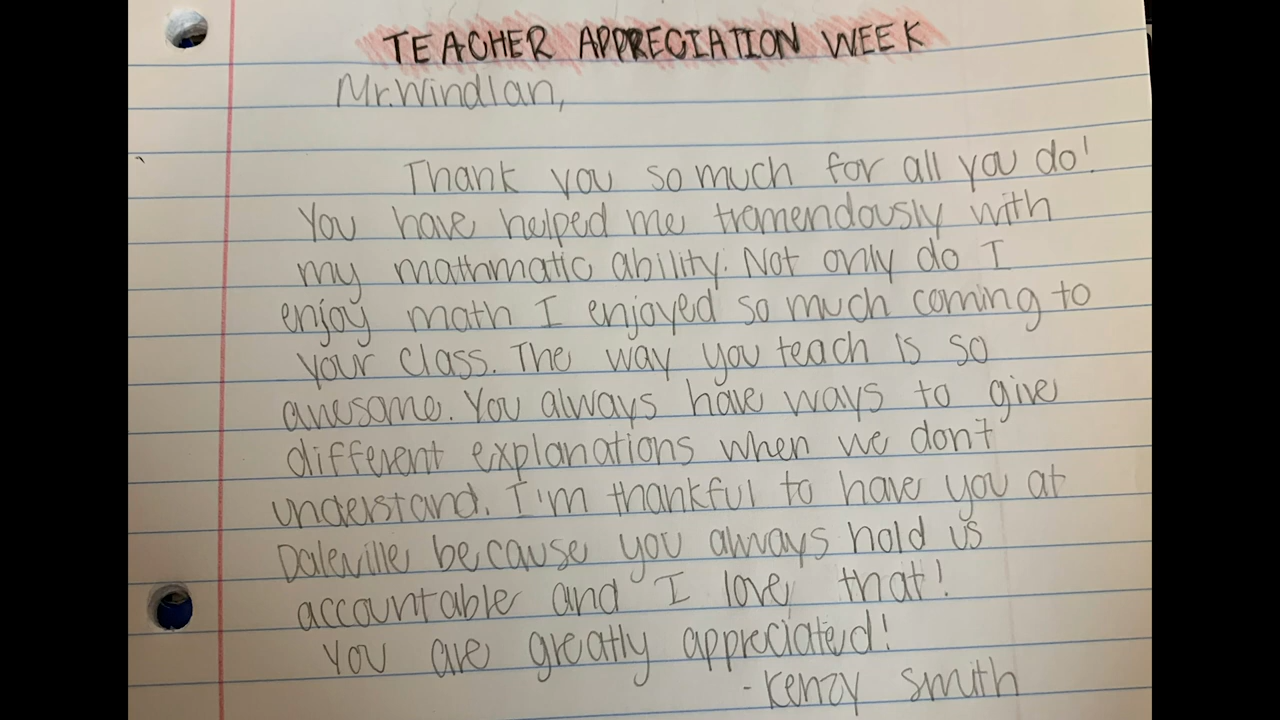 TEACHER APPRECIATION WEEK
Mr. Windlan,
Thank you so much for all you do!
You have helped me tremendously with
my mathmatic ability. Not only do I
enjoy math I enjoyed so much coming to
your class. The way you teach is so
awesome. You always have ways to give
different explanations when we don't
understand. I'm thankful to have you at
Daleville because you always hold us
accountable and I love that!
You are greatly appreciated!
-Kenzy Smith